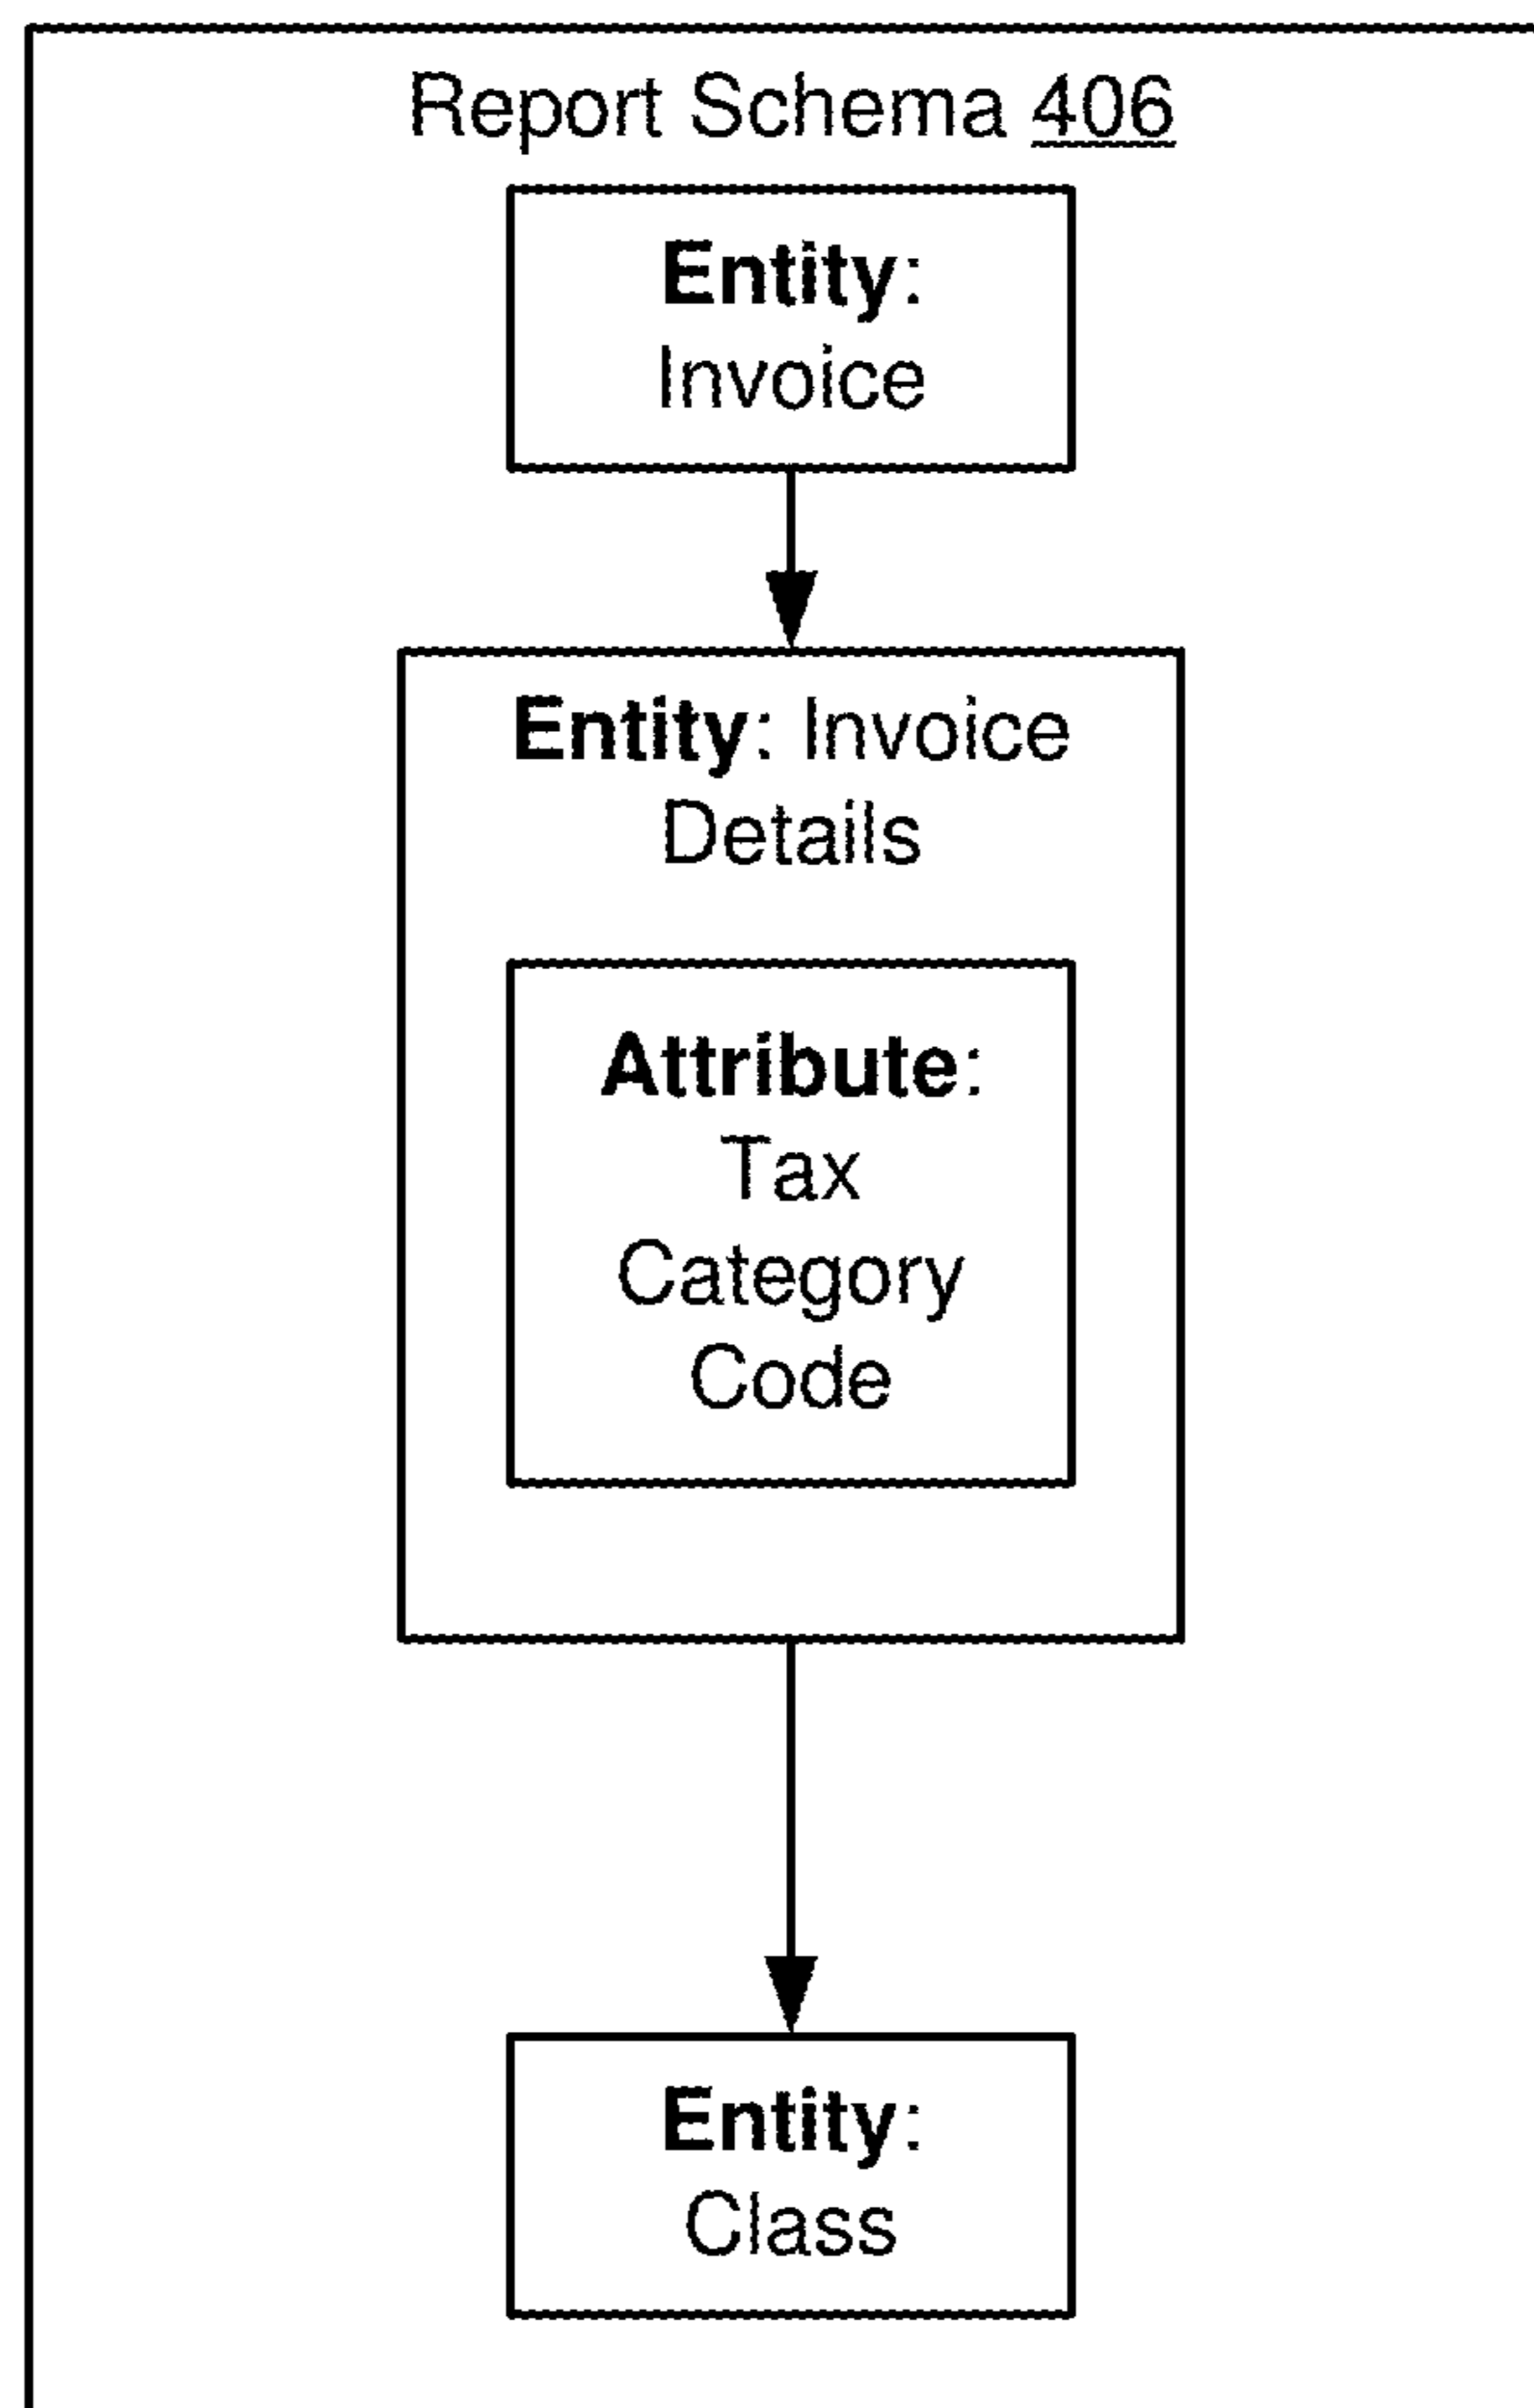 Report Schema 406
Entity:
Invoice
Entity: Invoice
Details
Attribute:
Tax
Category
Code
Entity:
Class